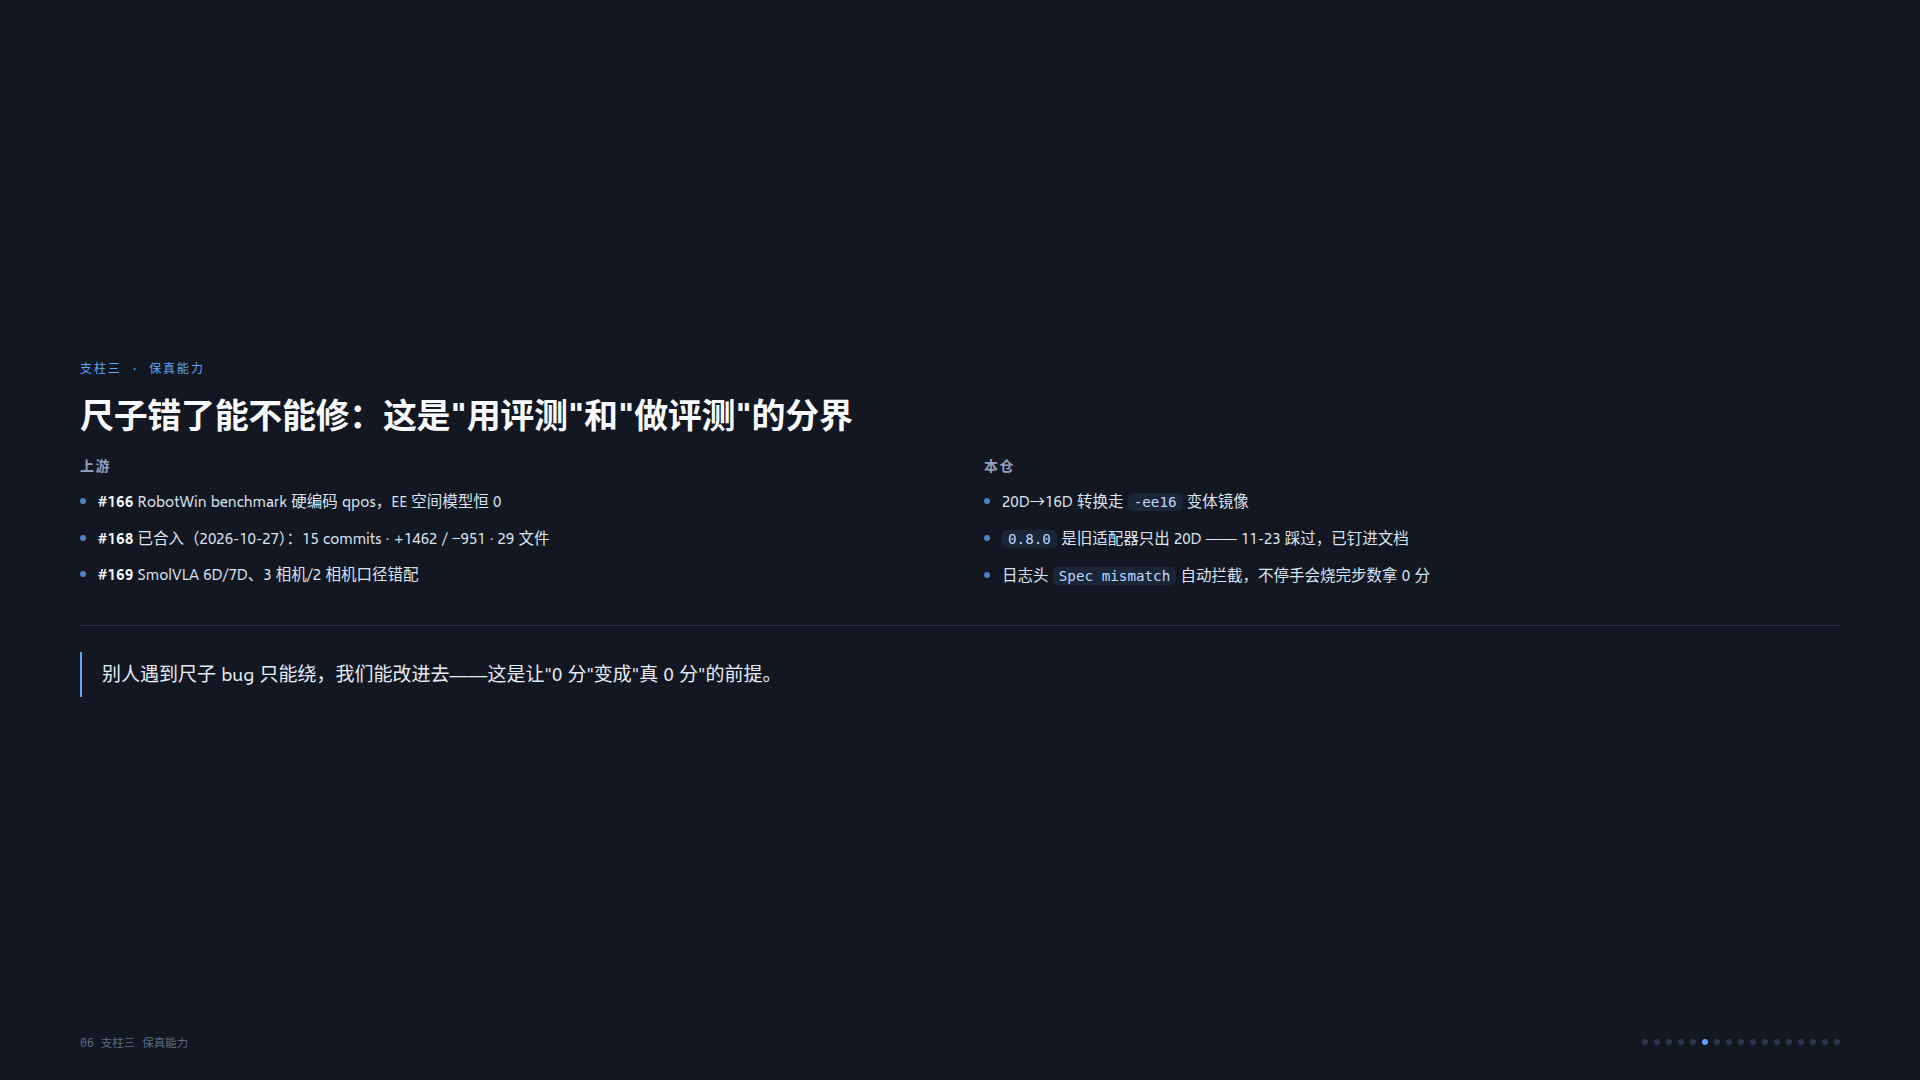 支柱三 · 保真能力
尺子错了能不能修：这是"用评测"和"做评测"的分界
上游
#166 RobotWin benchmark 硬编码 qpos，EE 空间模型恒 0
#168 已合入（2026-10-27）：15 commits · +1462 / −951 · 29 文件
#169 SmolVLA 6D/7D、3 相机/2 相机口径错配
本仓
20D→16D 转换走 -ee16 变体镜像
0.8.0 是旧适配器只出 20D —— 11-23 踩过，已钉进文档
日志头 Spec mismatch 自动拦截，不停手会烧完步数拿 0 分
别人遇到尺子 bug 只能绕，我们能改进去——这是让"0 分"变成"真 0 分"的前提。
06 支柱三 保真能力